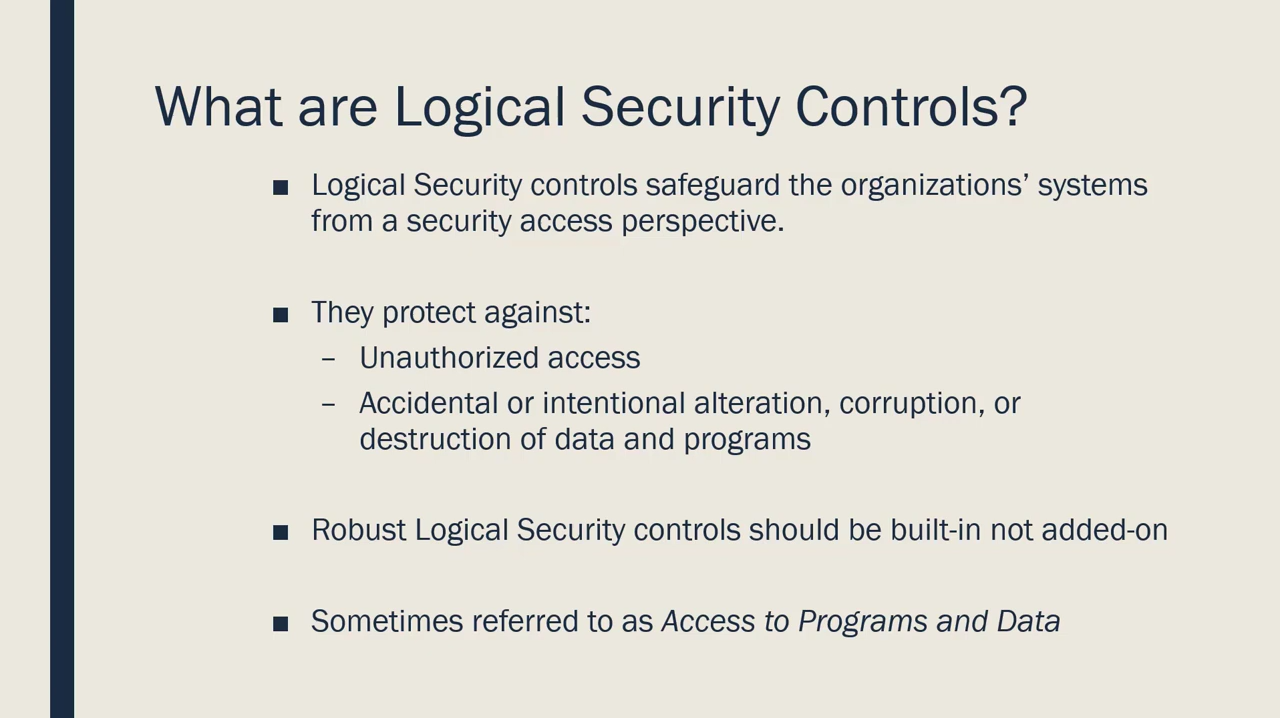 What are Logical Security Controls?
■ Logical Security controls safeguard the organizations’ systems
from a security access perspective.
■ They protect against:
– Unauthorized access
– Accidental or intentional alteration, corruption, or
destruction of data and programs
■ Robust Logical Security controls should be built-in not added-on
■ Sometimes referred to as Access to Programs and Data